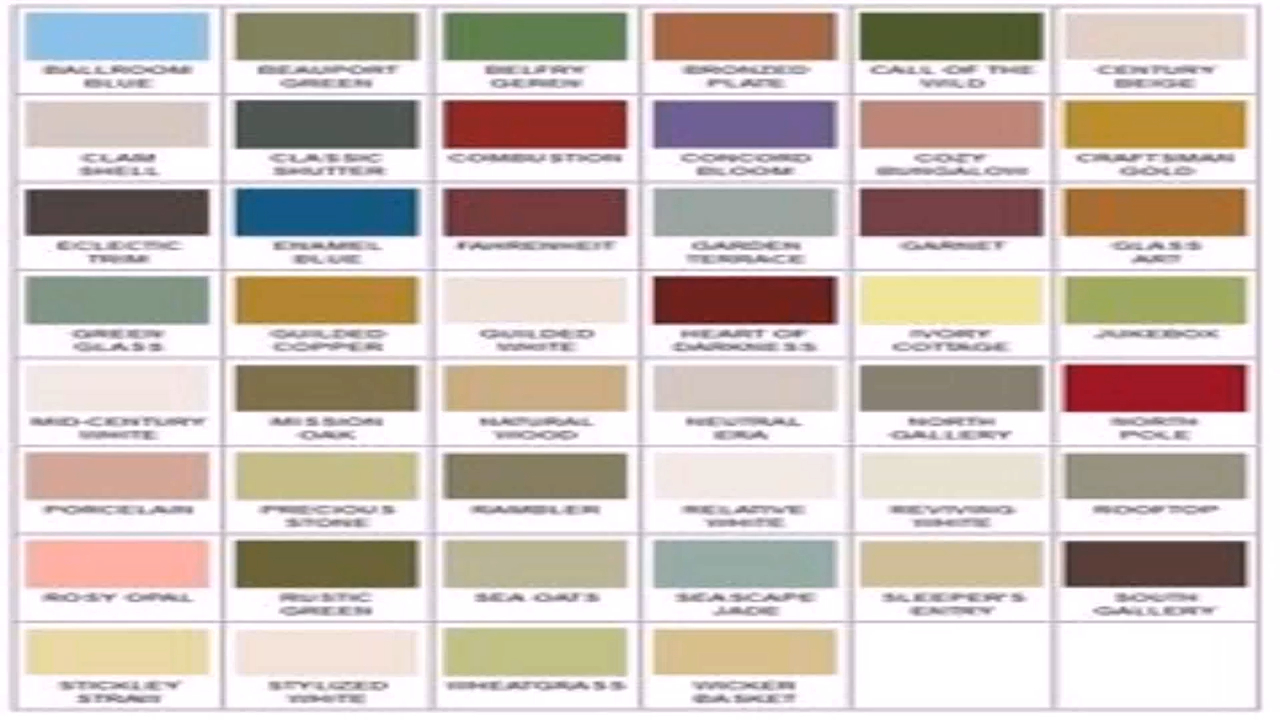 BALLROOM
BLUE
BEAUPORT
GREEN
BELFRY
GEREN
BRONZED
PLATE
CALL OF THE
WILD
CENTURY
BEIGE
CLAM
SHELL
CLASSIC
SHUTTER
COMBUSTION
CONCORD
BLOOM
COZY
BUNGALOW
CRAFTSMAN
GOLD
ECLECTIC
TRIM
ENAMEL
BLUE
FAHRENHEIT
GARDEN
TERRACE
GARNET
GLASS
ART
GREEN
GLASS
GUILDED
COPPER
GUILDED
WHITE
HEART OF
DARKNESS
IVORY
COTTAGE
JUKEBOX
MID-CENTURY
WHITE
MISSION
OAK
NATURAL
WOOD
NEUTRAL
ERA
NORTH
GALLERY
NORTH
POLE
PORCELAIN
PRECIOUS
STONE
RAMBLER
RELATIVE
WHITE
REVIVING
WHITE
ROOFTOP
ROSY OPAL
RUSTIC
GREEN
SEA OATS
SEASCAPE
JADE
SLEEPER'S
ENTRY
SOUTH
GALLERY
STICKLEY
STRAW
STYLIZED
WHITE
WHEATGRASS
WICKER
BASKET